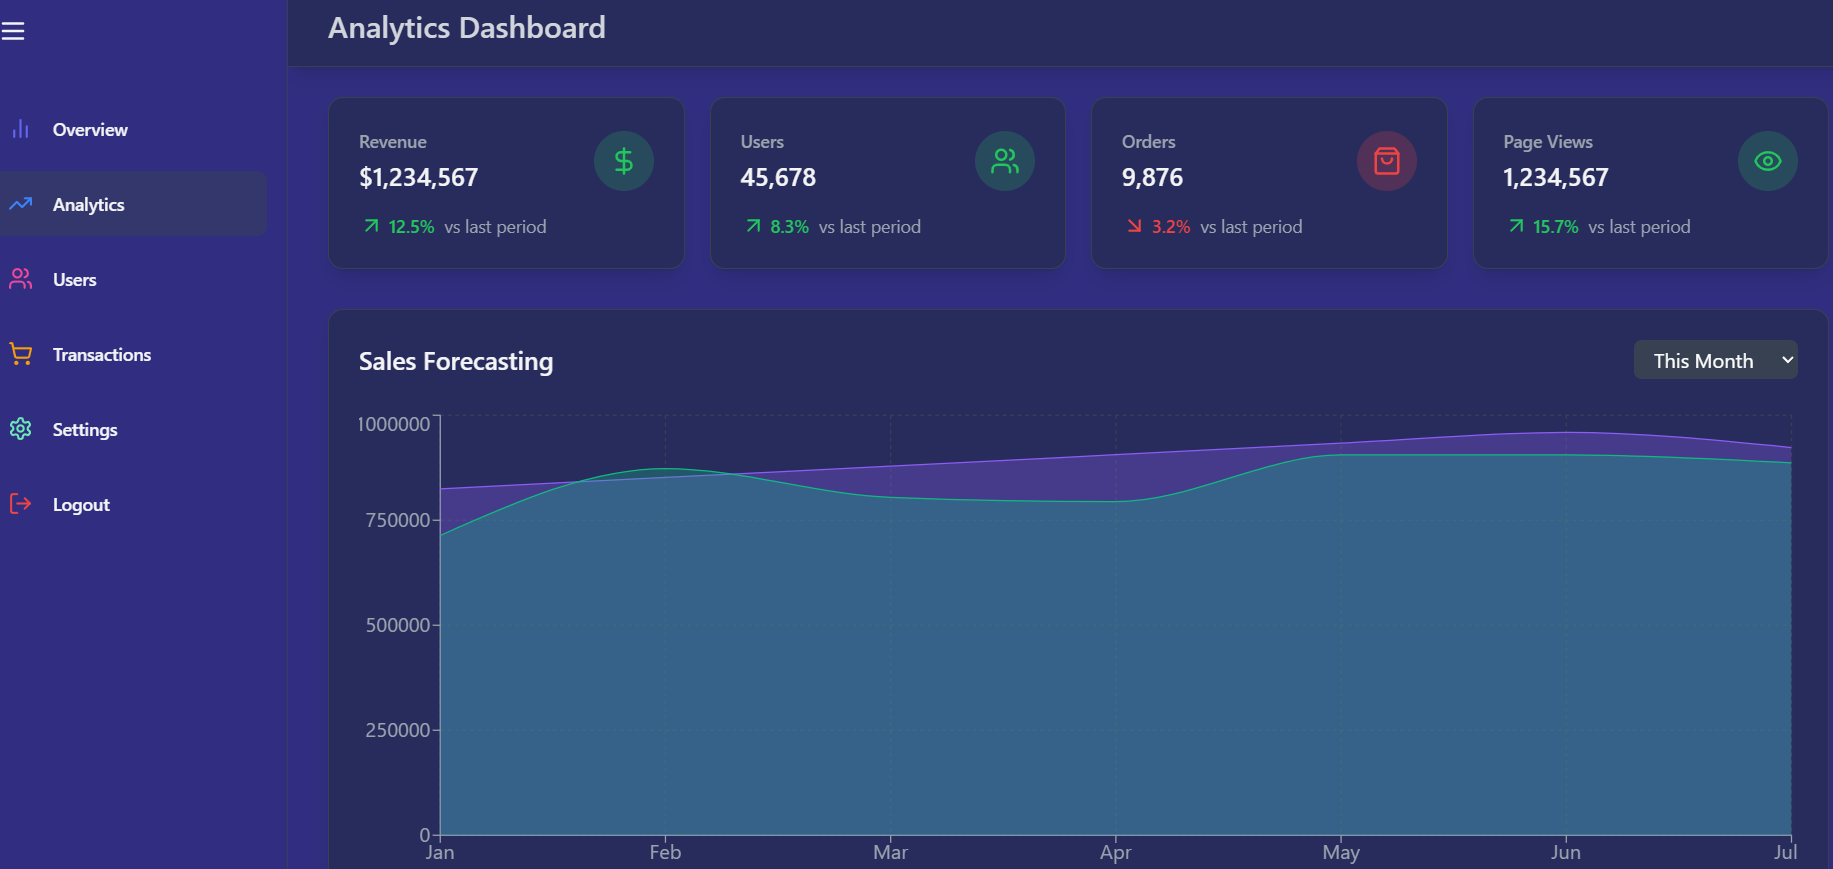 Analytics Dashboard
Overview
Analytics
Users
Transactions
Settings
Logout
Revenue
$1,234,567
12.5% vs last period
Users
45,678
8.3% vs last period
Orders
9,876
3.2% vs last period
Page Views
1,234,567
15.7% vs last period
Sales Forecasting
This Month
1000000
750000
500000
250000
0
Jan Feb Mar Apr May Jun Jul